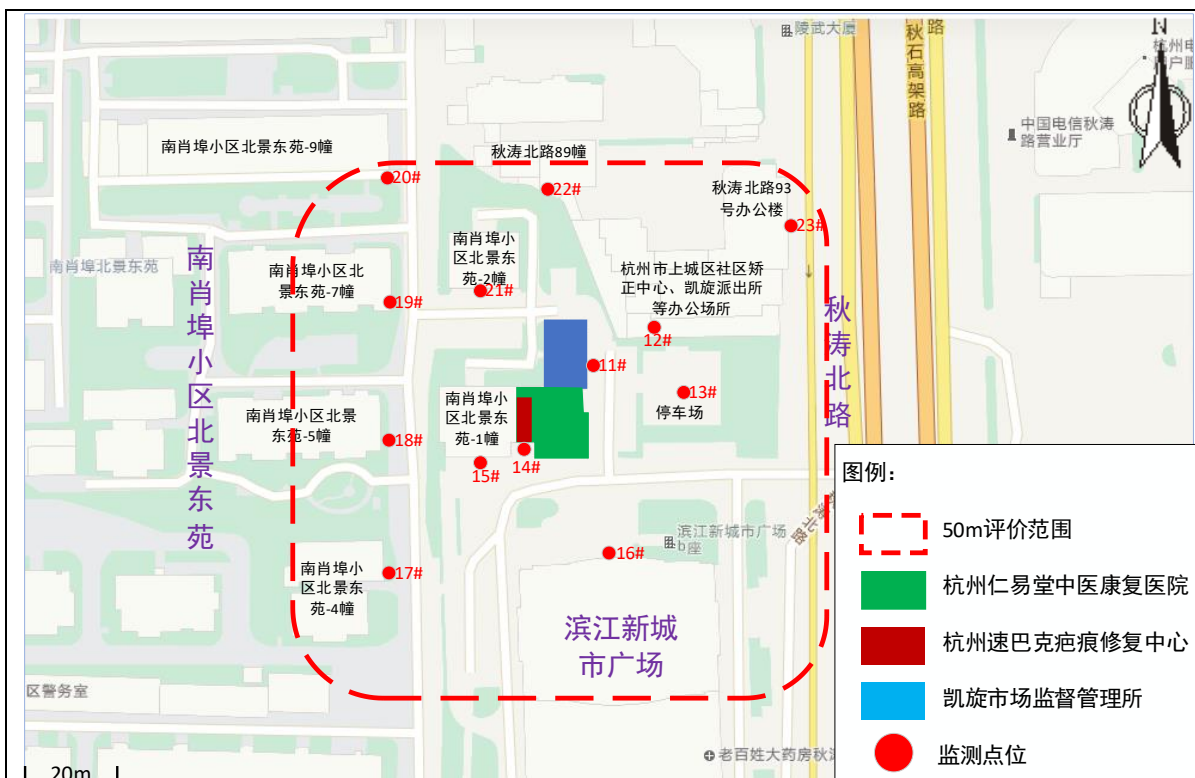 陵武大厦
秋石高架路
路
N
杭州电
户服
中国电信秋涛
路营业厅
南肖埠小区北景东苑-9幢
秋涛北路89幢
20#
22#
秋涛北路93
号办公楼
23#
南肖埠小区北景东苑
南肖埠北景东苑
南肖埠小区北
景东苑-7幢
19#
南肖埠小
区北景东
苑-2幢
21#
杭州市上城区社区矫
正中心、凯旋派出所
等办公场所
12#
秋涛北路
11#
13#
停车场
南肖埠小区北景
东苑-5幢
18#
南肖埠小
区北景东
苑-1幢
14#
15#
滨江新城市广场
b座
16#
南肖埠小
区北景东
苑-4幢
17#
滨江新城
市广场
区警务室
老百姓大药房秋
20m
图例：
50m评价范围
杭州仁易堂中医康复医院
杭州速巴克疤痕修复中心
凯旋市场监督管理所
监测点位